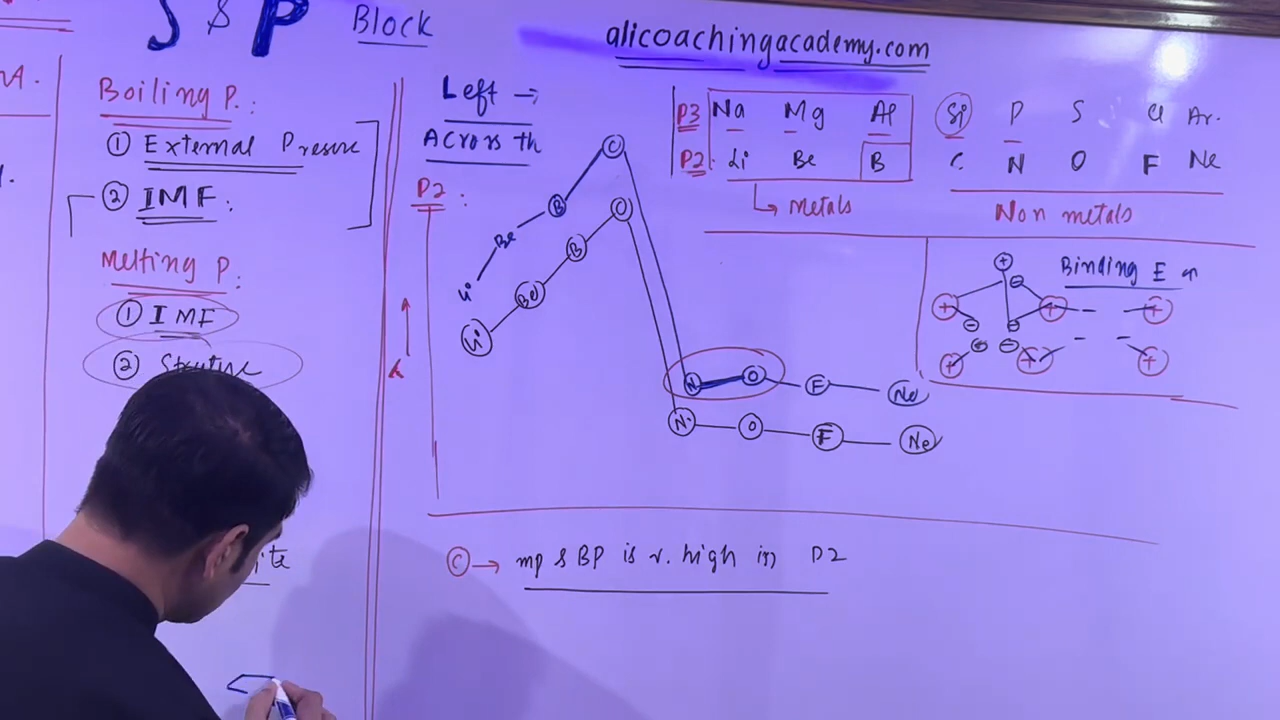 S & P Block
alicoachingacademy.com
Boiling P.:
① External Presure
② IMF:
Melting P:
① IMF
② Structure
Left →
Across th
P2:
P3 Na Mg Al Si P S Cl Ar.
P2. Li Be B C N O F Ne
Metals
Non metals
Binding E
C
B
Be
Li
C
B
Be
Li
N O F Ne
N O F Ne
+ + + + + +
C → mp & BP is v. high in P2